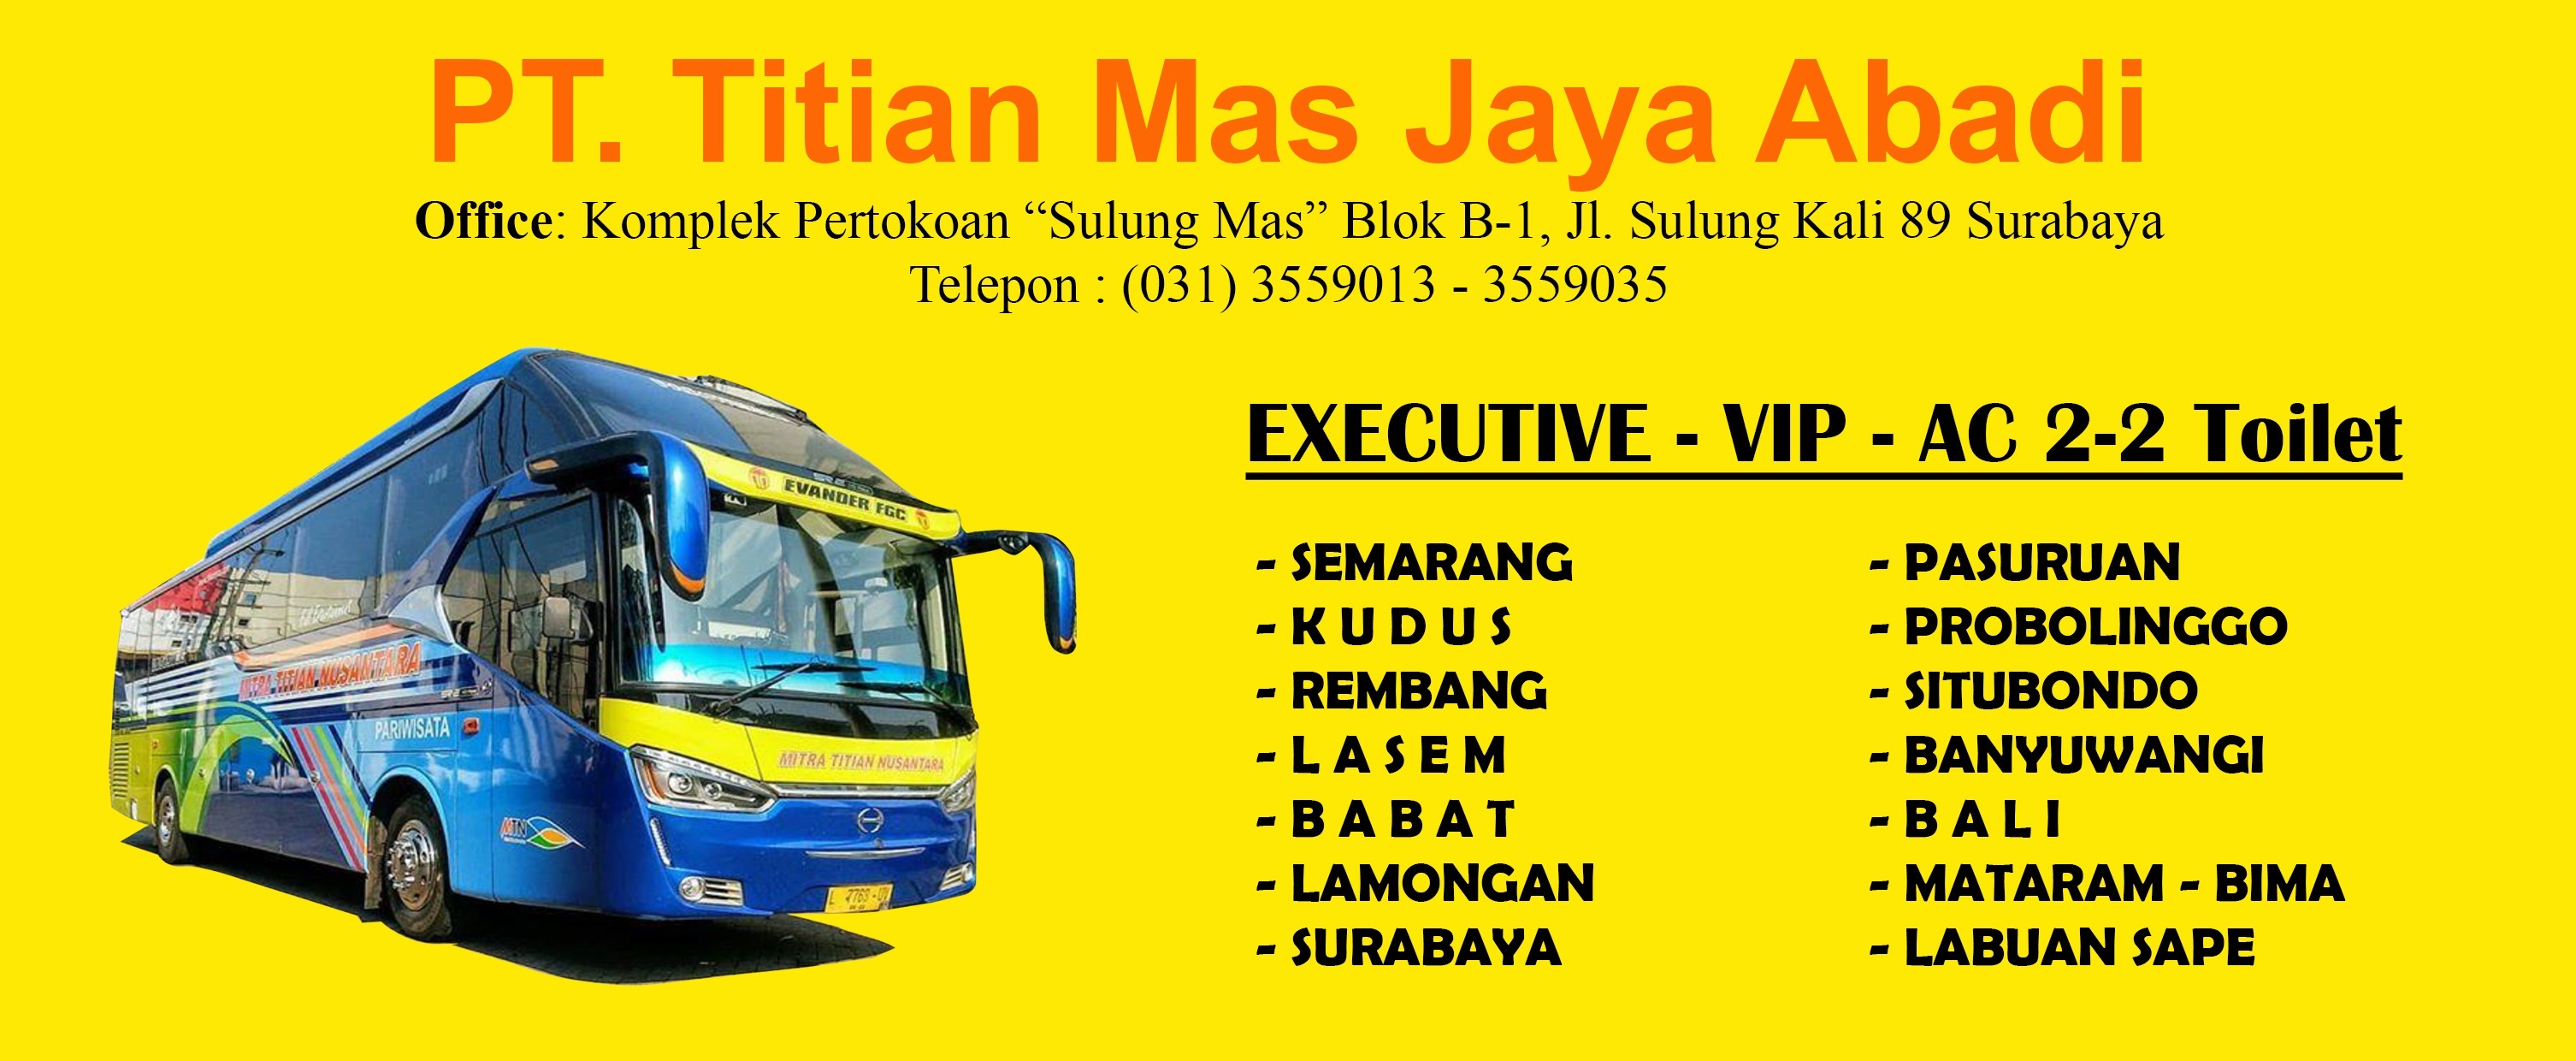 PT. Titian Mas Jaya Abadi
Office: Komplek Pertokoan “Sulung Mas” Blok B-1, Jl. Sulung Kali 89 Surabaya
Telepon : (031) 3559013 - 3559035
EXECUTIVE - VIP - AC 2-2 Toilet
- SEMARANG
- K U D U S
- REMBANG
- L A S E M
- B A B A T
- LAMONGAN
- SURABAYA
- PASURUAN
- PROBOLINGGO
- SITUBONDO
- BANYUWANGI
- B A L I
- MATARAM - BIMA
- LABUAN SAPE
EVANDER FGC
MITRA TITIAN NUSANTARA
PARIWISATA
MITRA TITIAN NUSANTARA
MTN